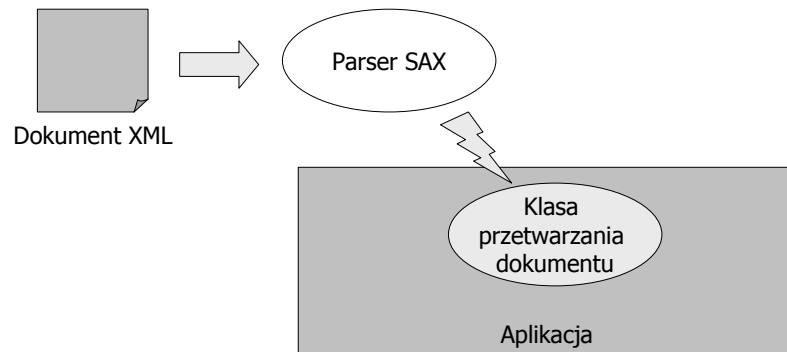 Parser SAX
Dokument XML
Klasa
przetwarzania
dokumentu
Aplikacja